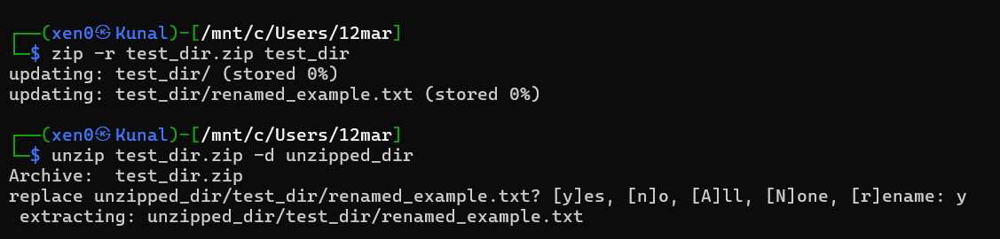 ┌──(xen0㉿Kunal)-[/mnt/c/Users/12mar]
└─$ zip -r test_dir.zip test_dir
updating: test_dir/ (stored 0%)
updating: test_dir/renamed_example.txt (stored 0%)
┌──(xen0㉿Kunal)-[/mnt/c/Users/12mar]
└─$ unzip test_dir.zip -d unzipped_dir
Archive:  test_dir.zip
replace unzipped_dir/test_dir/renamed_example.txt? [y]es, [n]o, [A]ll, [N]one, [r]ename: y
 extracting: unzipped_dir/test_dir/renamed_example.txt